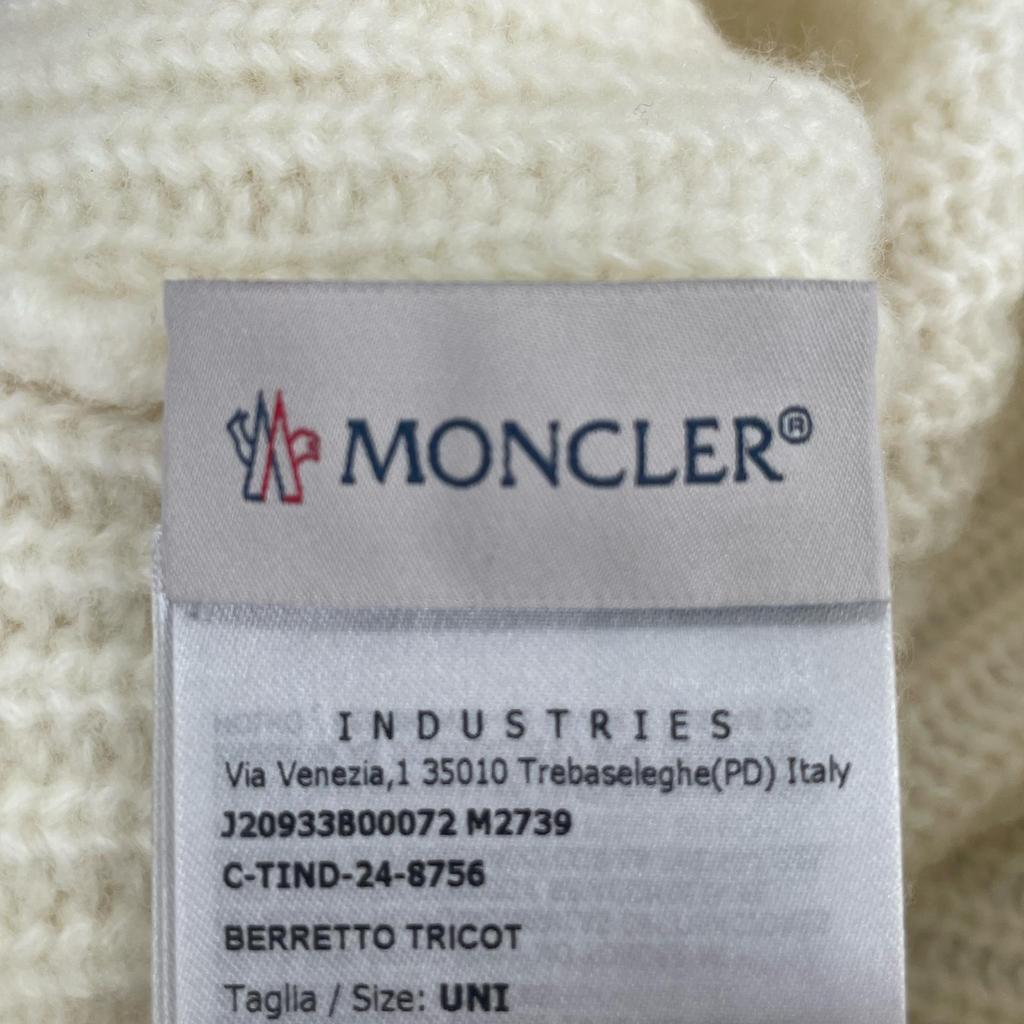 MONCLER®
INDUSTRIES
Via Venezia,1 35010 Trebaseleghe(PD) Italy
J20933B00072 M2739
C-TIND-24-8756
BERRETTO TRICOT
Taglia / Size: UNI